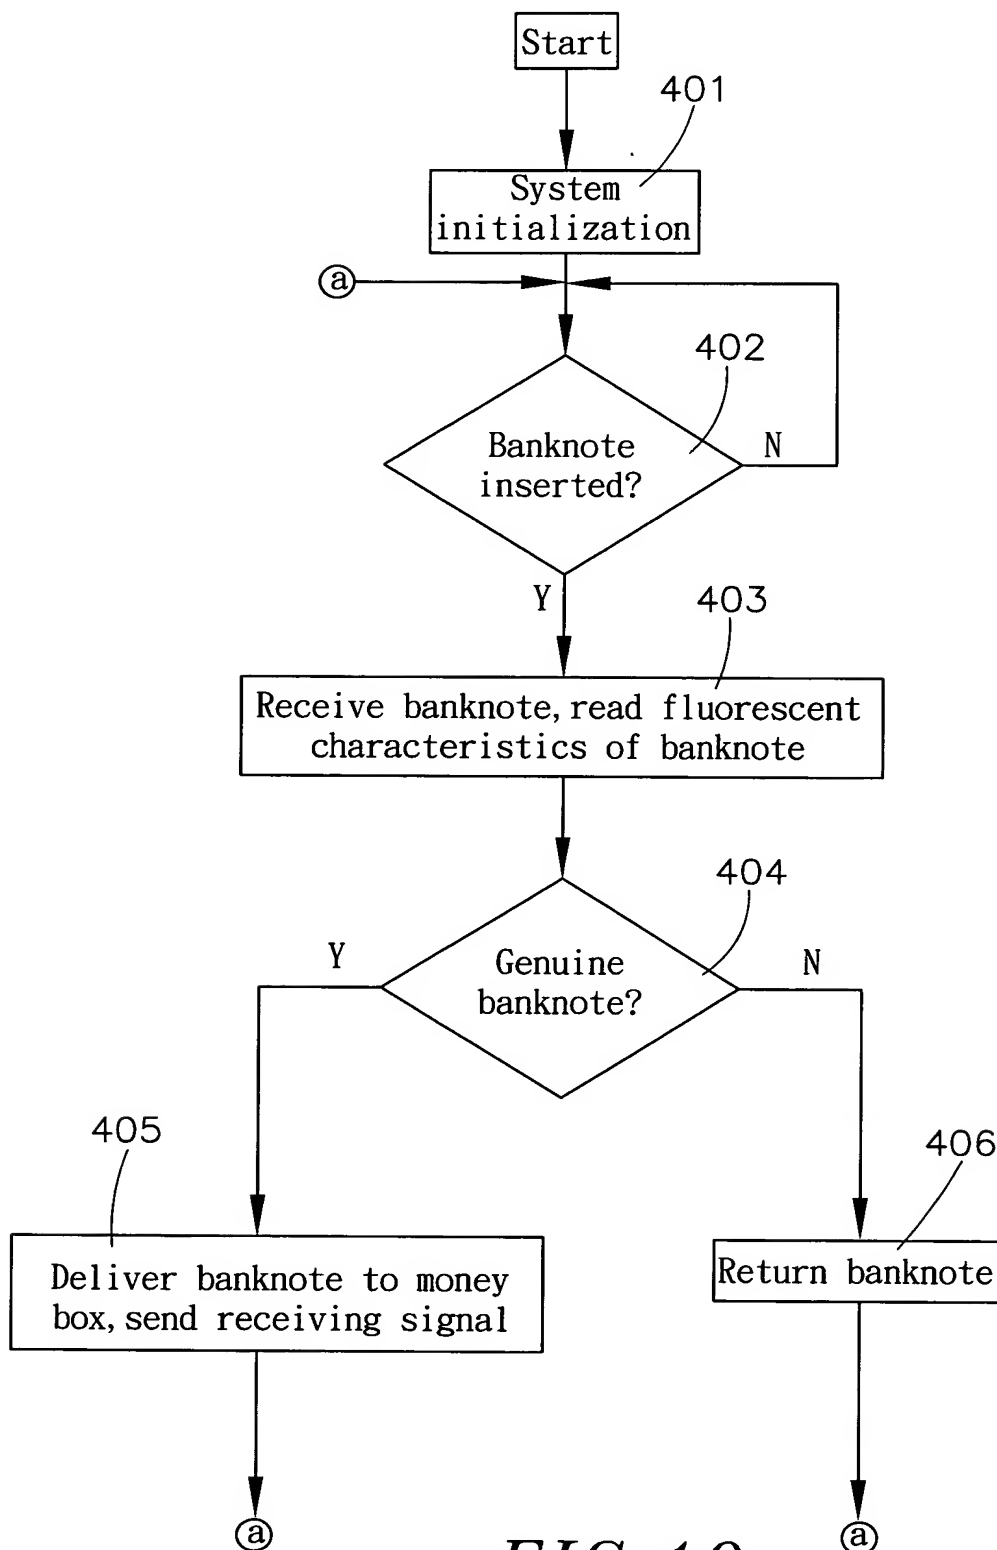 Start
401
System
initialization
a
402
Banknote
inserted?
N
Y
403
Receive banknote, read fluorescent
characteristics of banknote
404
Genuine
banknote?
Y
N
405
406
Deliver banknote to money
box, send receiving signal
Return banknote
a
a